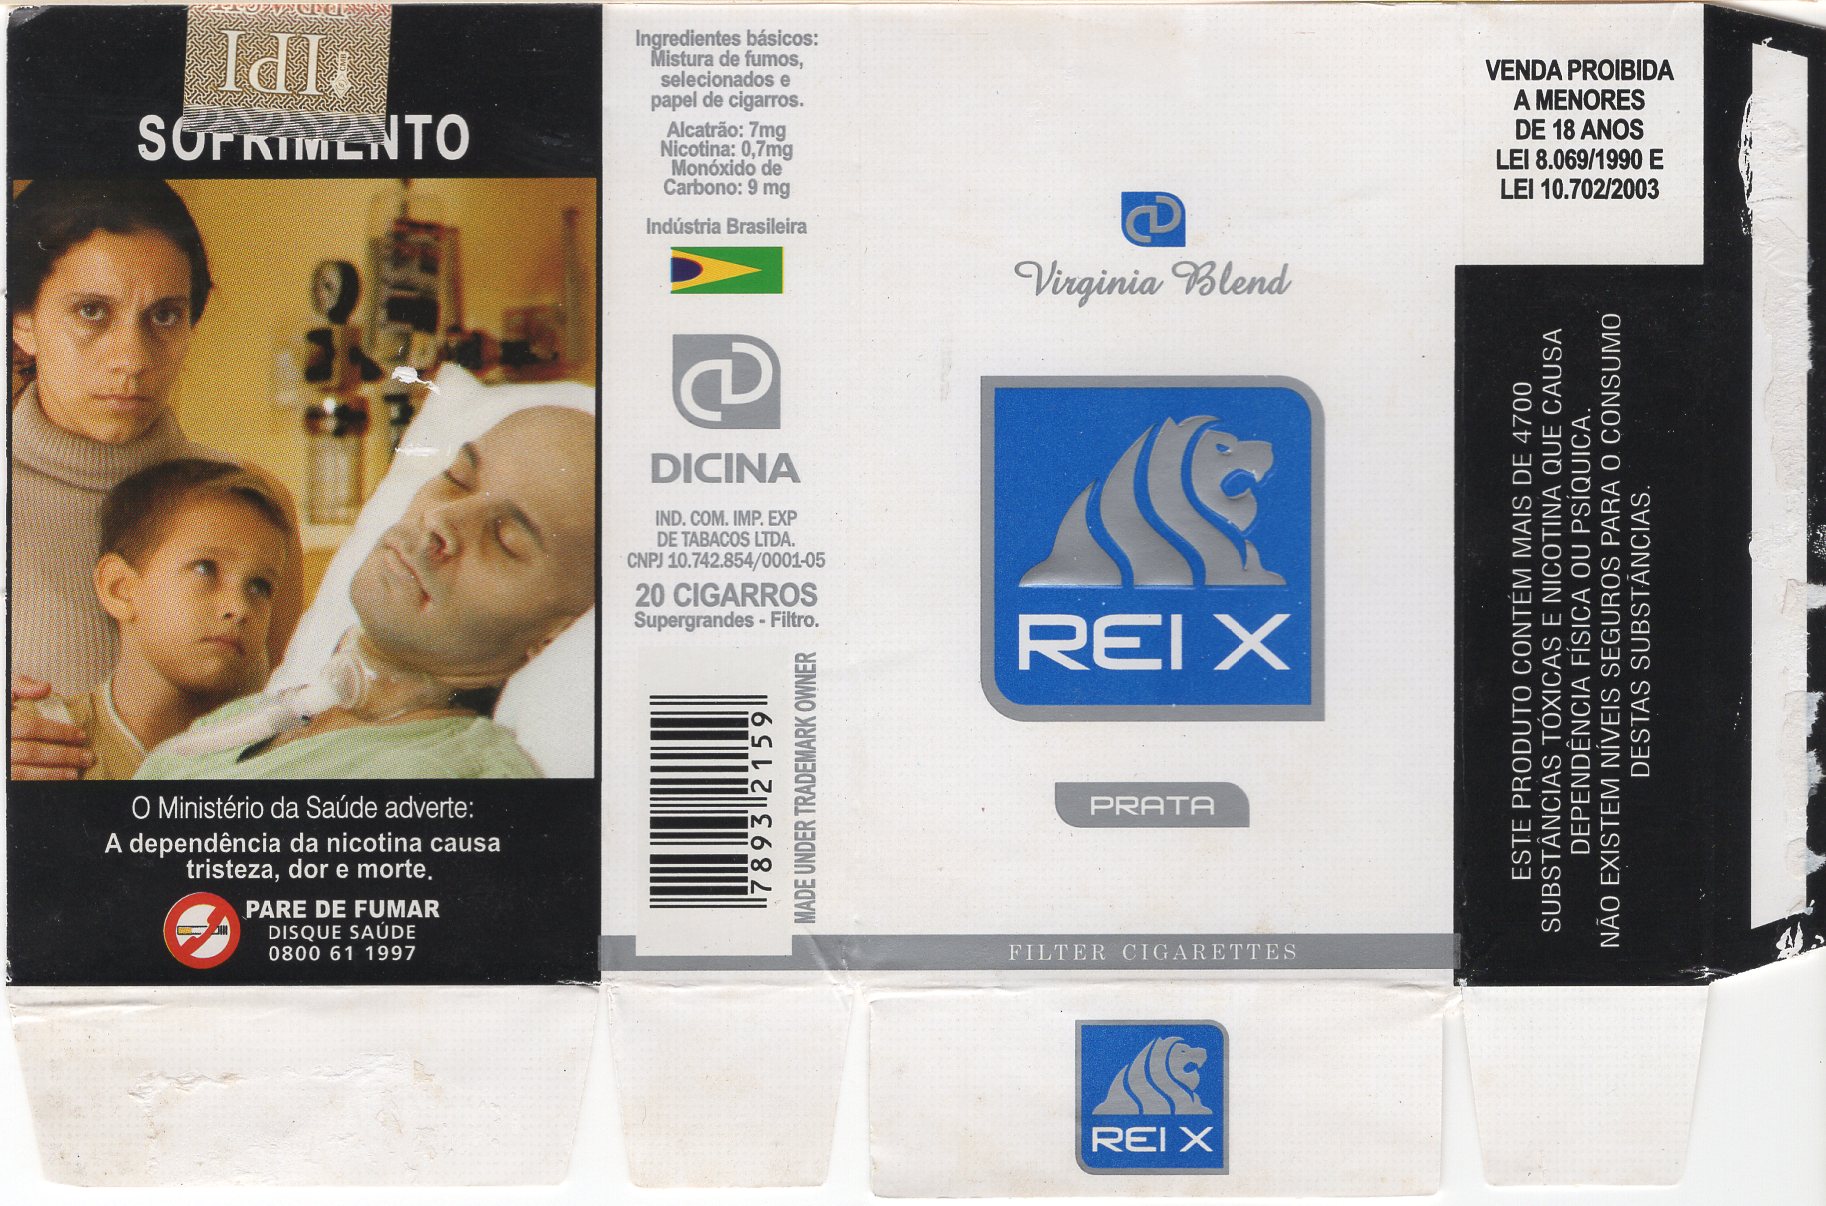 IPI
SOFRIMENTO
O Ministério da Saúde adverte:
A dependência da nicotina causa
tristeza, dor e morte.
PARE DE FUMAR
DISQUE SAÚDE
0800 61 1997
Ingredientes básicos:
Mistura de fumos,
selecionados e
papel de cigarros.
Alcatrão: 7mg
Nicotina: 0,7mg
Monóxido de
Carbono: 9 mg
Indústria Brasileira
DICINA
IND. COM. IMP. EXP
DE TABACOS LTDA.
CNPJ 10.742.854/0001-05
20 CIGARROS
Supergrandes - Filtro.
78932159
MADE UNDER TRADEMARK OWNER
Virginia Blend
REI X
PRATA
FILTER CIGARETTES
REI X
VENDA PROIBIDA
A MENORES
DE 18 ANOS
LEI 8.069/1990 E
LEI 10.702/2003
ESTE PRODUTO CONTÉM MAIS DE 4700
SUBSTÂNCIAS TÓXICAS E NICOTINA QUE CAUSA
DEPENDÊNCIA FÍSICA OU PSÍQUICA.
NÃO EXISTEM NÍVEIS SEGUROS PARA O CONSUMO
DESTAS SUBSTÂNCIAS.